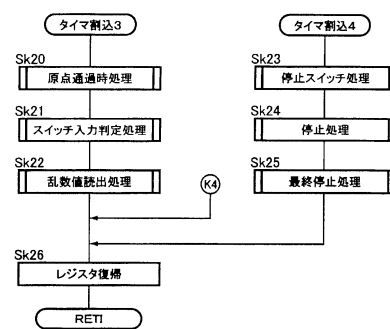 タイマ割込3
Sk20
原点通過時処理
Sk21
スイッチ入力判定処理
Sk22
乱数値読出処理
タイマ割込4
Sk23
停止スイッチ処理
Sk24
停止処理
Sk25
最終停止処理
K4
Sk26
レジスタ復帰
RETI